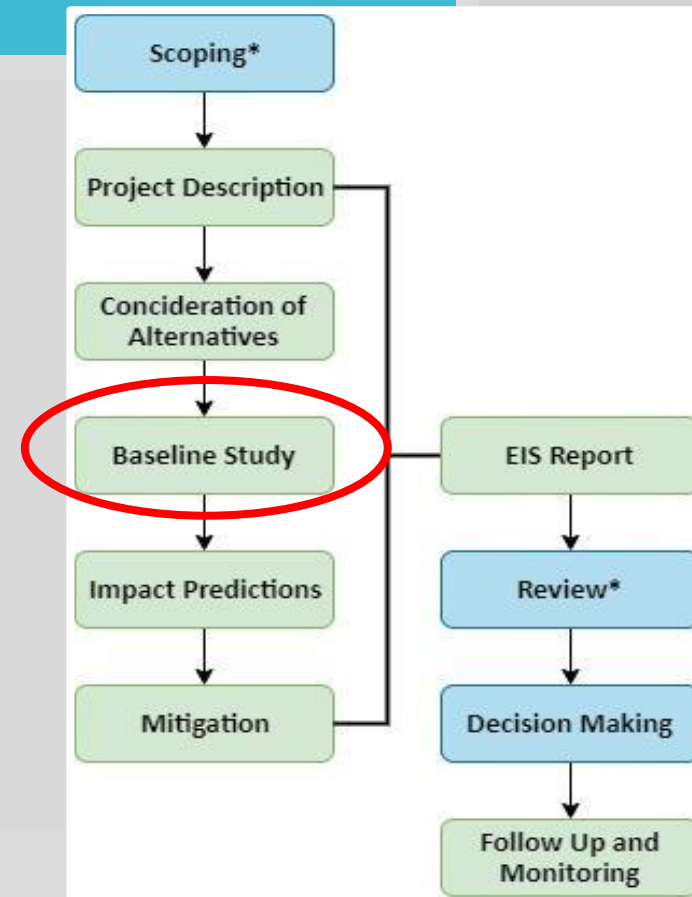 Scoping*
Project Description
Concideration of
Alternatives
Baseline Study
Impact Predictions
Mitigation
EIS Report
Review*
Decision Making
Follow Up and
Monitoring